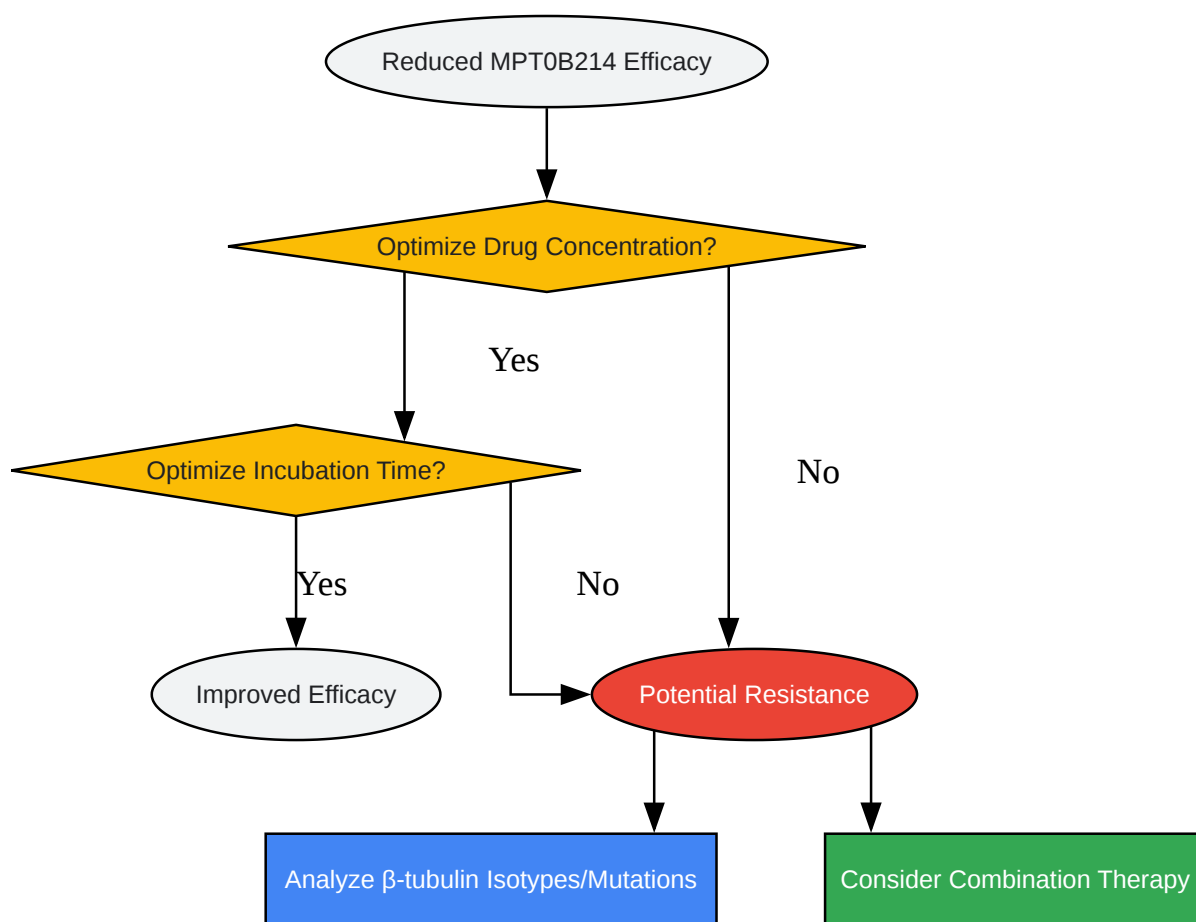 Reduced MPT0B214 Efficacy
Optimize Drug Concentration?
Yes
Optimize Incubation Time?
No
Yes
No
Improved Efficacy
Potential Resistance
Analyze β-tubulin Isotypes/Mutations
Consider Combination Therapy